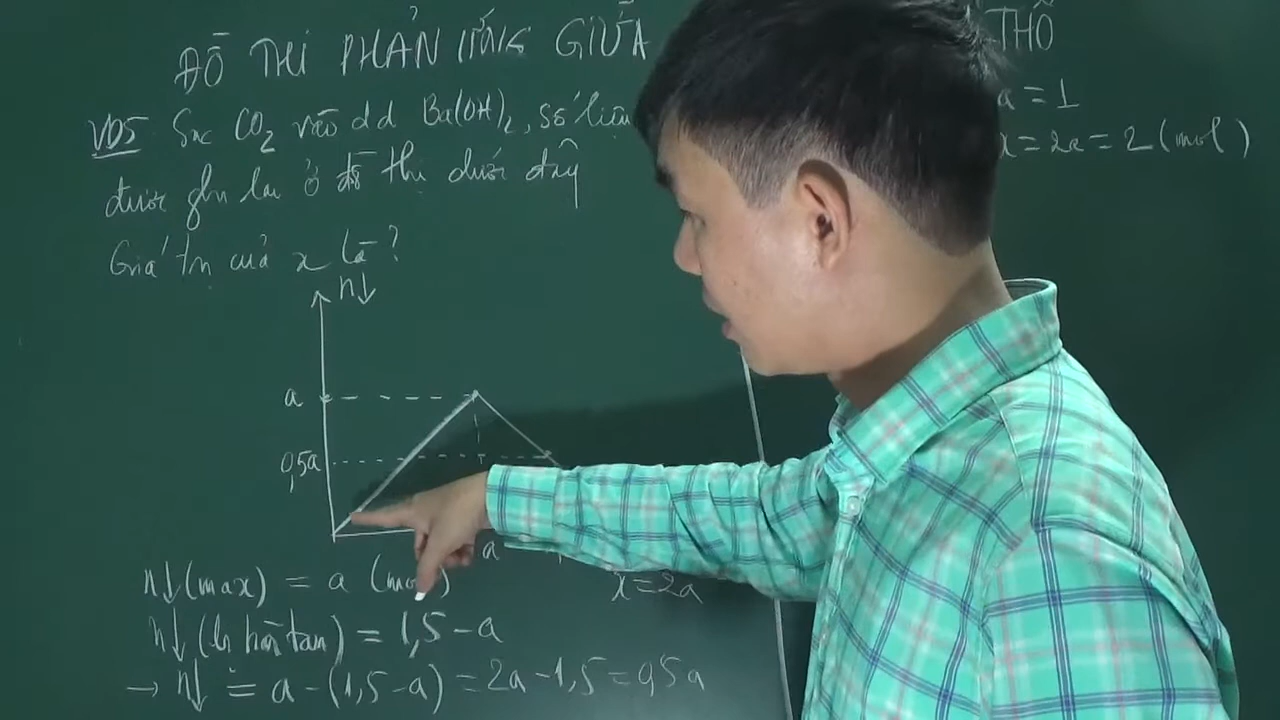 ĐỒ THỊ PHẢN ỨNG GIỮA
THỔ
VD5 Sục CO2 vào dd Ba(OH)2, số liệu
được ghi lại ở đồ thị dưới đây
Giá trị của x là?
a = 1
= 2a = 2 (mol)
n↓
a
0,5a
a
x = 2a
n↓(max) = a (mol)
n↓(bị hòa tan) = 1,5 - a
→ n↓ = a - (1,5 - a) = 2a - 1,5 = 0,5a